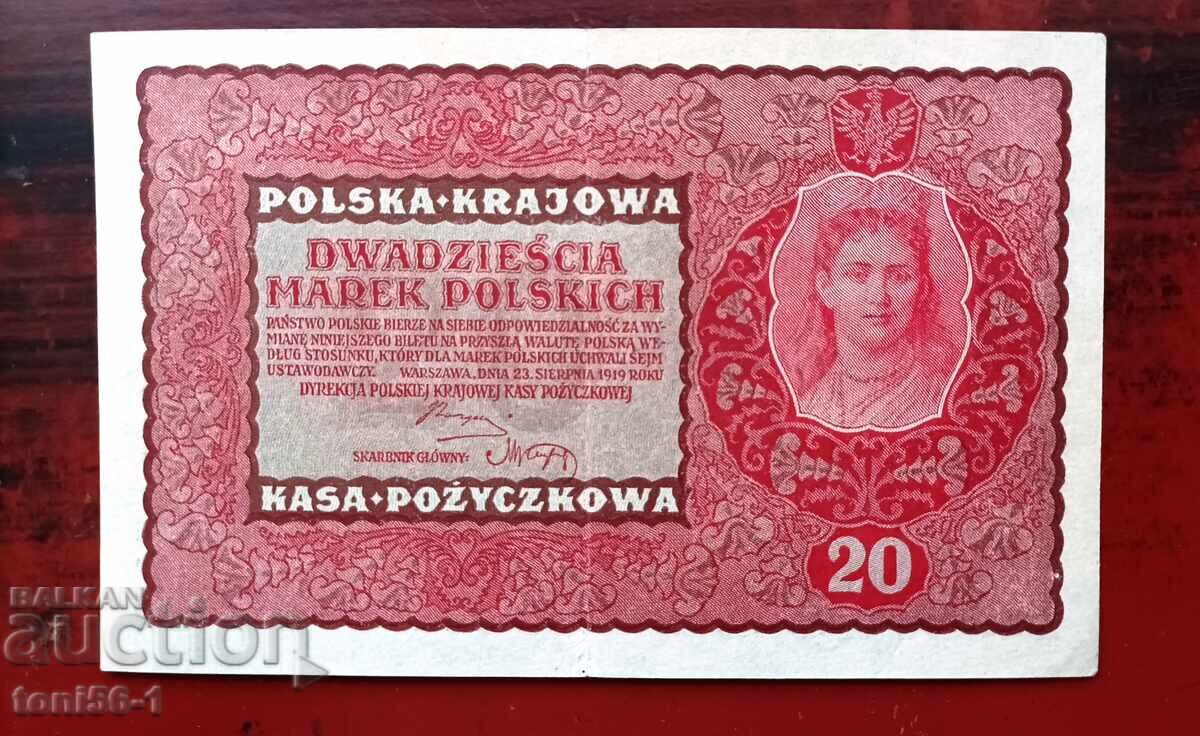 POLSKA • KRAJOWA
DWADZIEŚCIA
MAREK POLSKICH
PAŃSTWO POLSKIE BIERZE NA SIEBIE ODPOWIEDZIALNOŚĆ ZA WY-
MIANĘ NINIEJSZEGO BILETU NA PRZYSZŁĄ WALUTĘ POLSKĄ WE-
DŁUG STOSUNKU, KTÓRY DLA MAREK POLSKICH UCHWALI SEJM
USTAWODAWCZY. WARSZAWA, DNIA 23. SIERPNIA 1919 ROKU
DYREKCJA POLSKIEJ KRAJOWEJ KASY POŻYCZKOWEJ
SKARBNIK GŁÓWNY:
KASA • POŻYCZKOWA
20
BALKAN
auction
toni56-1